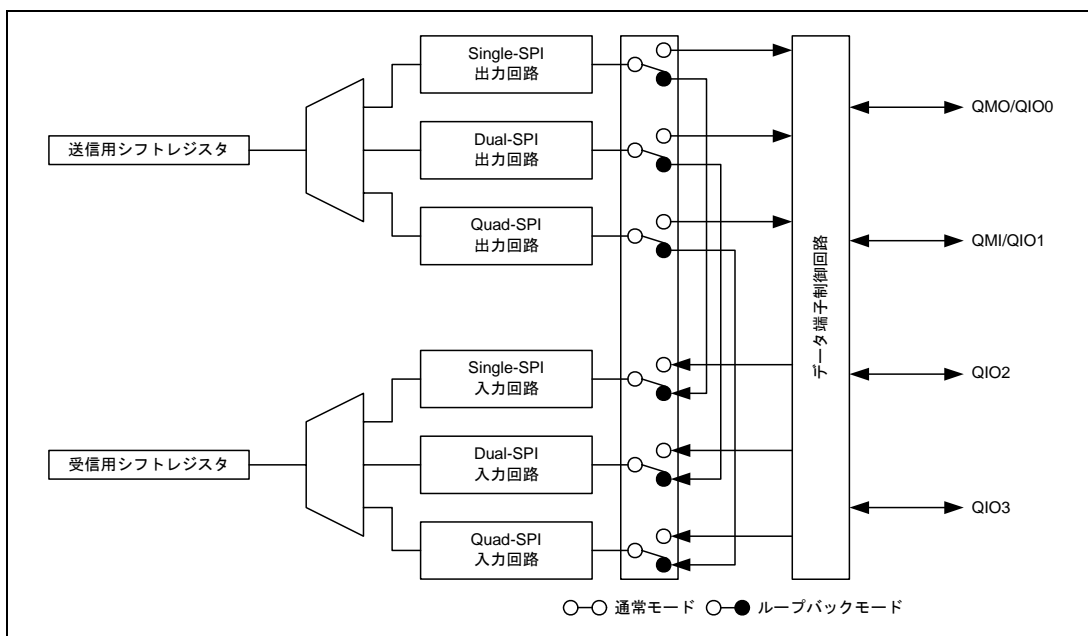 Single-SPI
出力回路
Dual-SPI
出力回路
Quad-SPI
出力回路
送信用シフトレジスタ
Single-SPI
入力回路
Dual-SPI
入力回路
Quad-SPI
入力回路
受信用シフトレジスタ
データ端子制御回路
QMO/QIO0
QMI/QIO1
QIO2
QIO3
通常モード
ループバックモード